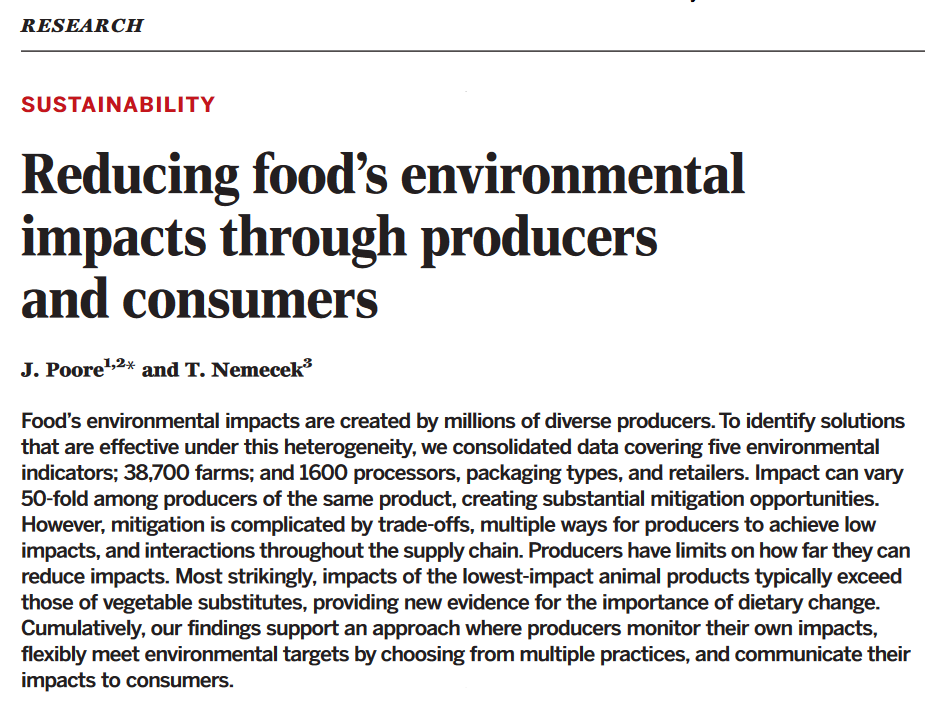 RESEARCH
SUSTAINABILITY
Reducing food’s environmental
impacts through producers
and consumers
J. Poore1,2* and T. Nemecek3
Food’s environmental impacts are created by millions of diverse producers. To identify solutions
that are effective under this heterogeneity, we consolidated data covering five environmental
indicators; 38,700 farms; and 1600 processors, packaging types, and retailers. Impact can vary
50-fold among producers of the same product, creating substantial mitigation opportunities.
However, mitigation is complicated by trade-offs, multiple ways for producers to achieve low
impacts, and interactions throughout the supply chain. Producers have limits on how far they can
reduce impacts. Most strikingly, impacts of the lowest-impact animal products typically exceed
those of vegetable substitutes, providing new evidence for the importance of dietary change.
Cumulatively, our findings support an approach where producers monitor their own impacts,
flexibly meet environmental targets by choosing from multiple practices, and communicate their
impacts to consumers.